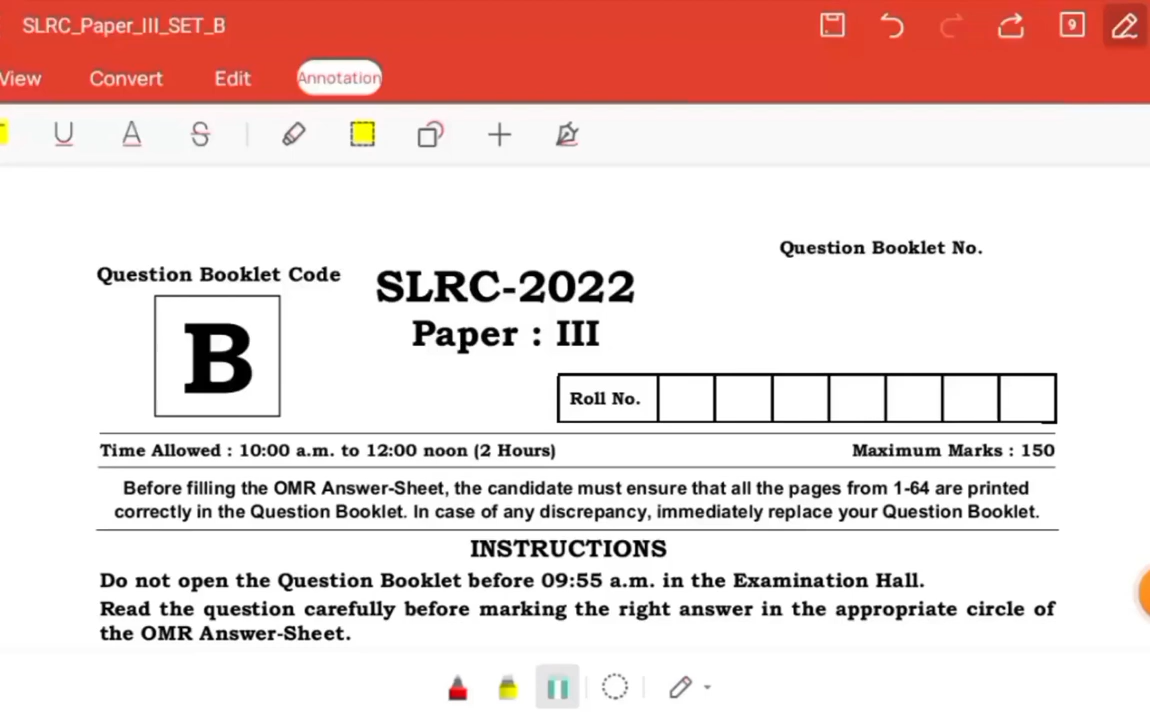 SLRC_Paper_III_SET_B
9
View Convert Edit Annotation
U A S
Question Booklet No.
Question Booklet Code
SLRC-2022
B
Paper : III
Roll No.
Time Allowed : 10:00 a.m. to 12:00 noon (2 Hours) Maximum Marks : 150
Before filling the OMR Answer-Sheet, the candidate must ensure that all the pages from 1-64 are printed
correctly in the Question Booklet. In case of any discrepancy, immediately replace your Question Booklet.
INSTRUCTIONS
Do not open the Question Booklet before 09:55 a.m. in the Examination Hall.
Read the question carefully before marking the right answer in the appropriate circle of
the OMR Answer-Sheet.